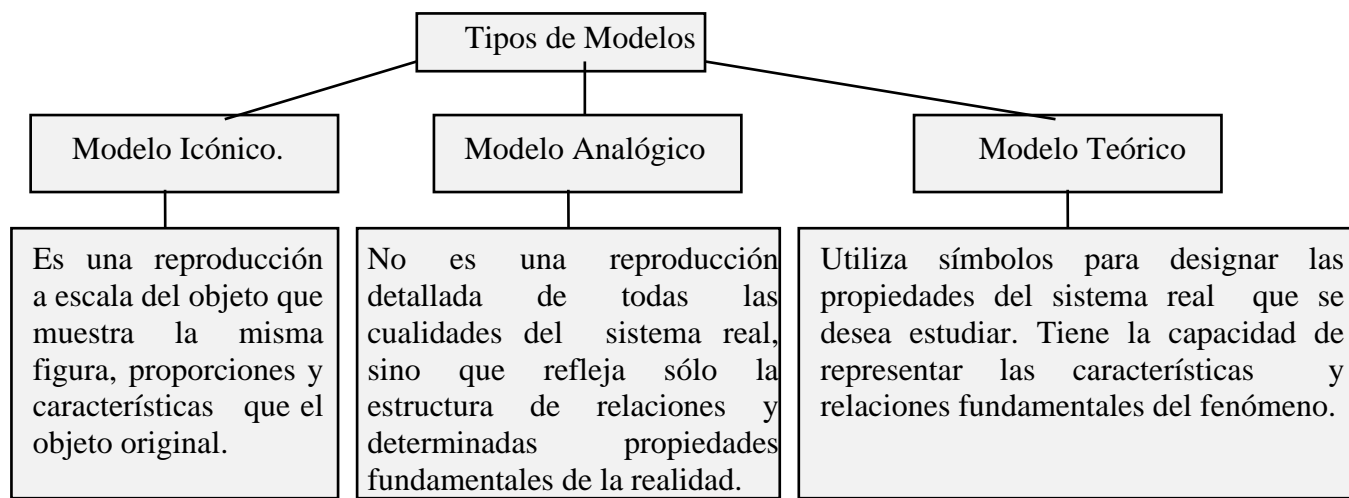 Tipos de Modelos
Modelo Icónico.
Modelo Analógico
Modelo Teórico
Es una reproducción
a escala del objeto que
muestra la misma
figura, proporciones y
características que el
objeto original.
No es una reproducción
detallada de todas las
cualidades del sistema real,
sino que refleja sólo la
estructura de relaciones y
determinadas propiedades
fundamentales de la realidad.
Utiliza símbolos para designar las
propiedades del sistema real que se
desea estudiar. Tiene la capacidad de
representar las características y
relaciones fundamentales del fenómeno.